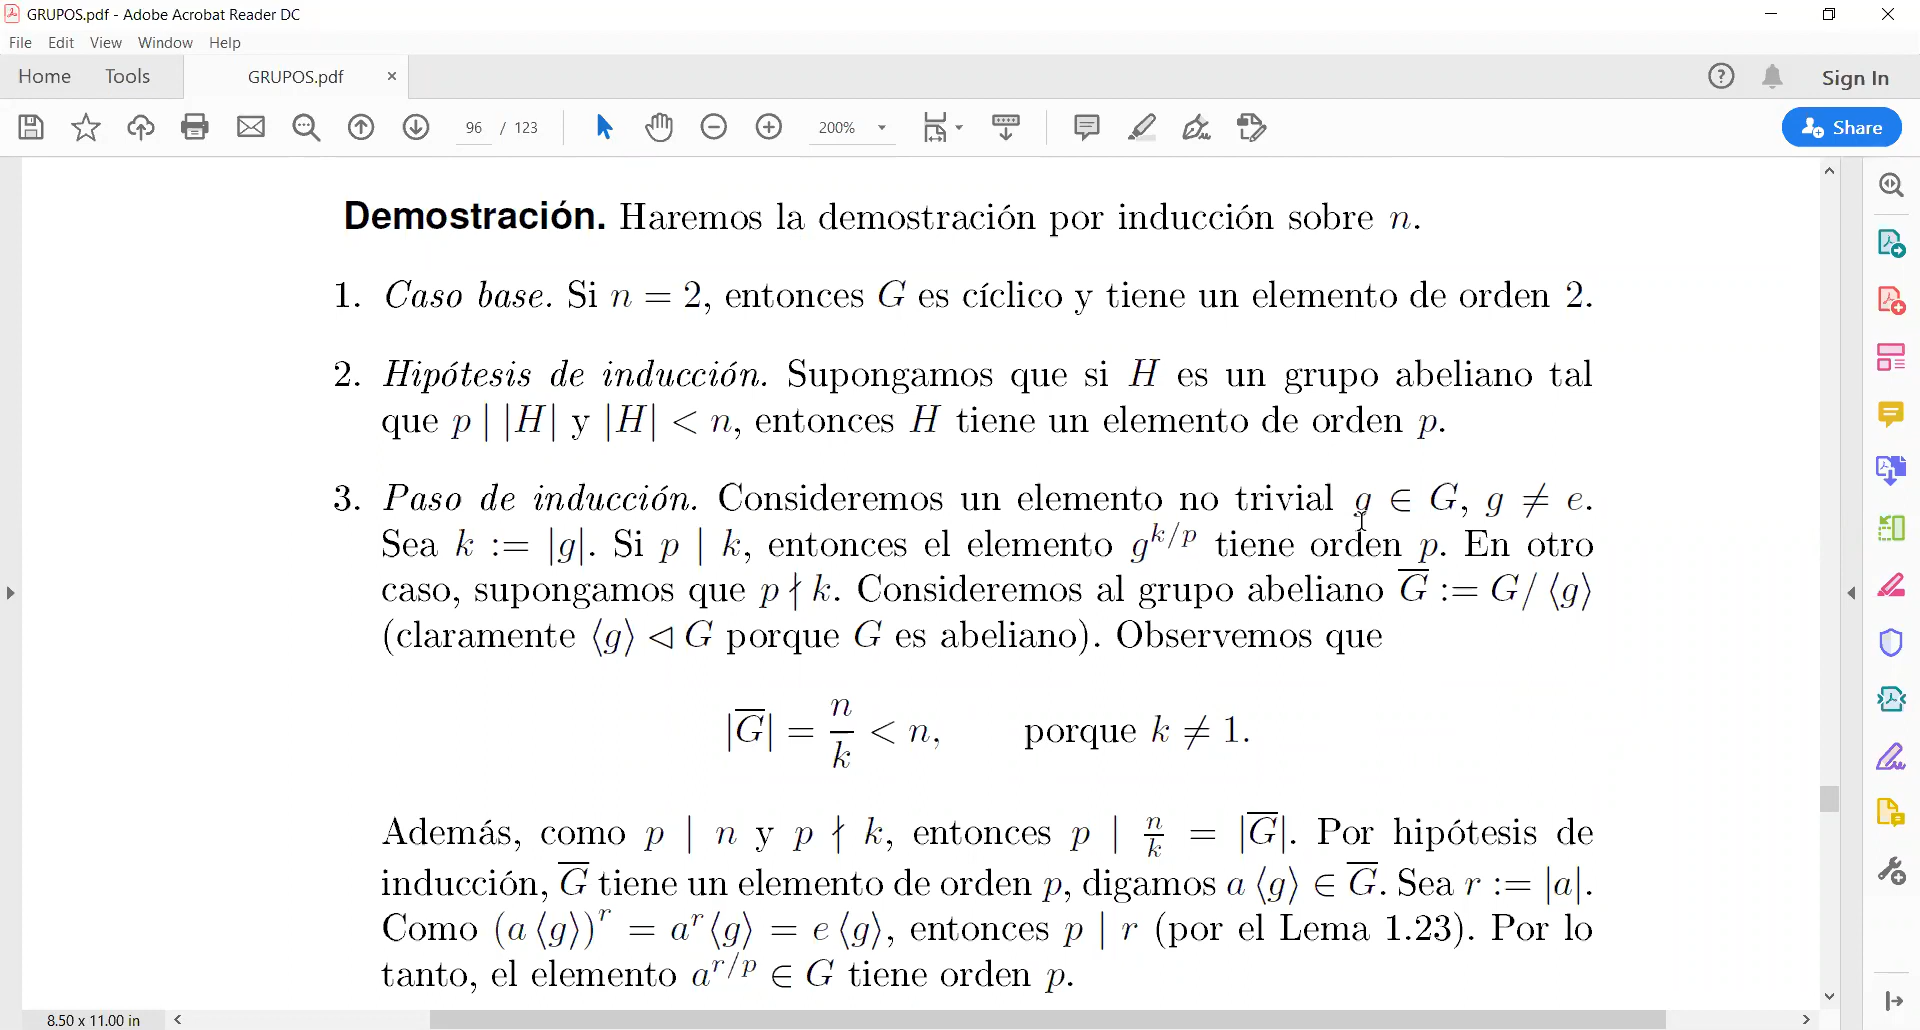 GRUPOS.pdf - Adobe Acrobat Reader DC
File Edit View Window Help
Home Tools GRUPOS.pdf × Sign In
96 / 123 200% Share
Demostración. Haremos la demostración por inducción sobre n.
1. Caso base. Si n = 2, entonces G es cíclico y tiene un elemento de orden 2.
2. Hipótesis de inducción. Supongamos que si H es un grupo abeliano tal
que p | |H| y |H| < n, entonces H tiene un elemento de orden p.
3. Paso de inducción. Consideremos un elemento no trivial g ∈ G, g ≠ e.
Sea k := |g|. Si p | k, entonces el elemento g^{k/p} tiene orden p. En otro
caso, supongamos que p ∤ k. Consideremos al grupo abeliano G̅ := G/ ⟨g⟩
(claramente ⟨g⟩ ◁ G porque G es abeliano). Observemos que
|G̅| = n/k < n, porque k ≠ 1.
Además, como p | n y p ∤ k, entonces p | n/k = |G̅|. Por hipótesis de
inducción, G̅ tiene un elemento de orden p, digamos a ⟨g⟩ ∈ G̅. Sea r := |a|.
Como (a ⟨g⟩)^r = a^r ⟨g⟩ = e ⟨g⟩, entonces p | r (por el Lema 1.23). Por lo
tanto, el elemento a^{r/p} ∈ G tiene orden p.
8.50 x 11.00 in